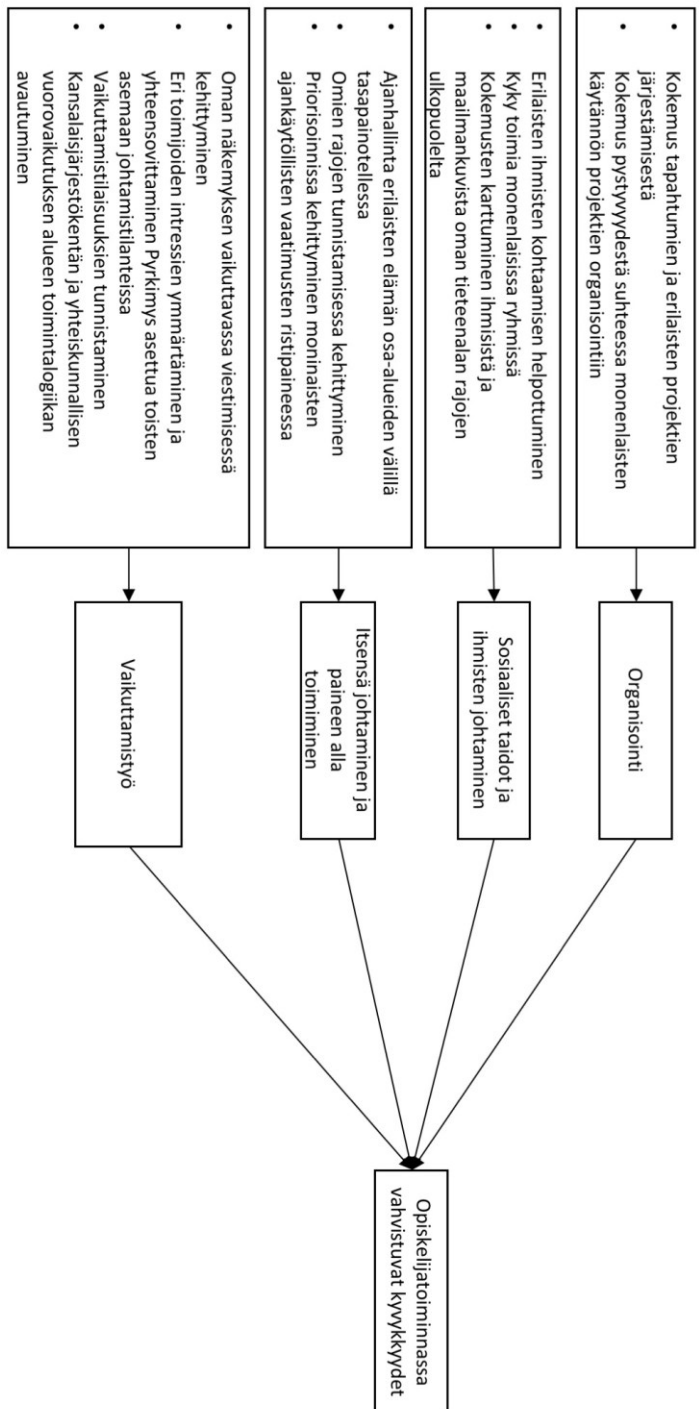 Kokemus tapahtumien ja erilaisten projektien
järjestämisestä
Kokemus pystyvyydestä suhteessa monenlaisten
käytännön projektien organisointiin
Erilaisten ihmisten kohtaamisen helpottuminen
Kyky toimia monenlaisissa ryhmissä
Kokemusten karttuminen ihmisistä ja
maailmankuvista oman tieteenalan rajojen
ulkopuolelta
Ajanhallinta erilaisten elämän osa-alueiden välillä
tasapainotellessa
Omien rajojen tunnistamisessa kehittyminen
Priorisoinnissa kehittyminen moninaisten
ajankäytöllisten vaatimusten ristipaineessa
Oman näkemyksen vaikuttavassa viestimisessä
kehittyminen
Eri toimijoiden intressien ymmärtäminen ja
yhteensovittaminen Pyrkimys asettua toisten
asemaan johtamistilanteissa
Vaikuttamistilaisuuksien tunnistaminen
Kansalaisjärjestökentän ja yhteiskunnallisen
vuorovaikutuksen alueen toimintalogiikan
avautuminen
Organisointi
Sosiaaliset taidot ja
ihmisten johtaminen
Itsensä johtaminen ja
paineen alla
toimiminen
Vaikuttamistyö
Opiskelijatoiminnassa
vahvistuvat kyvykkyydet